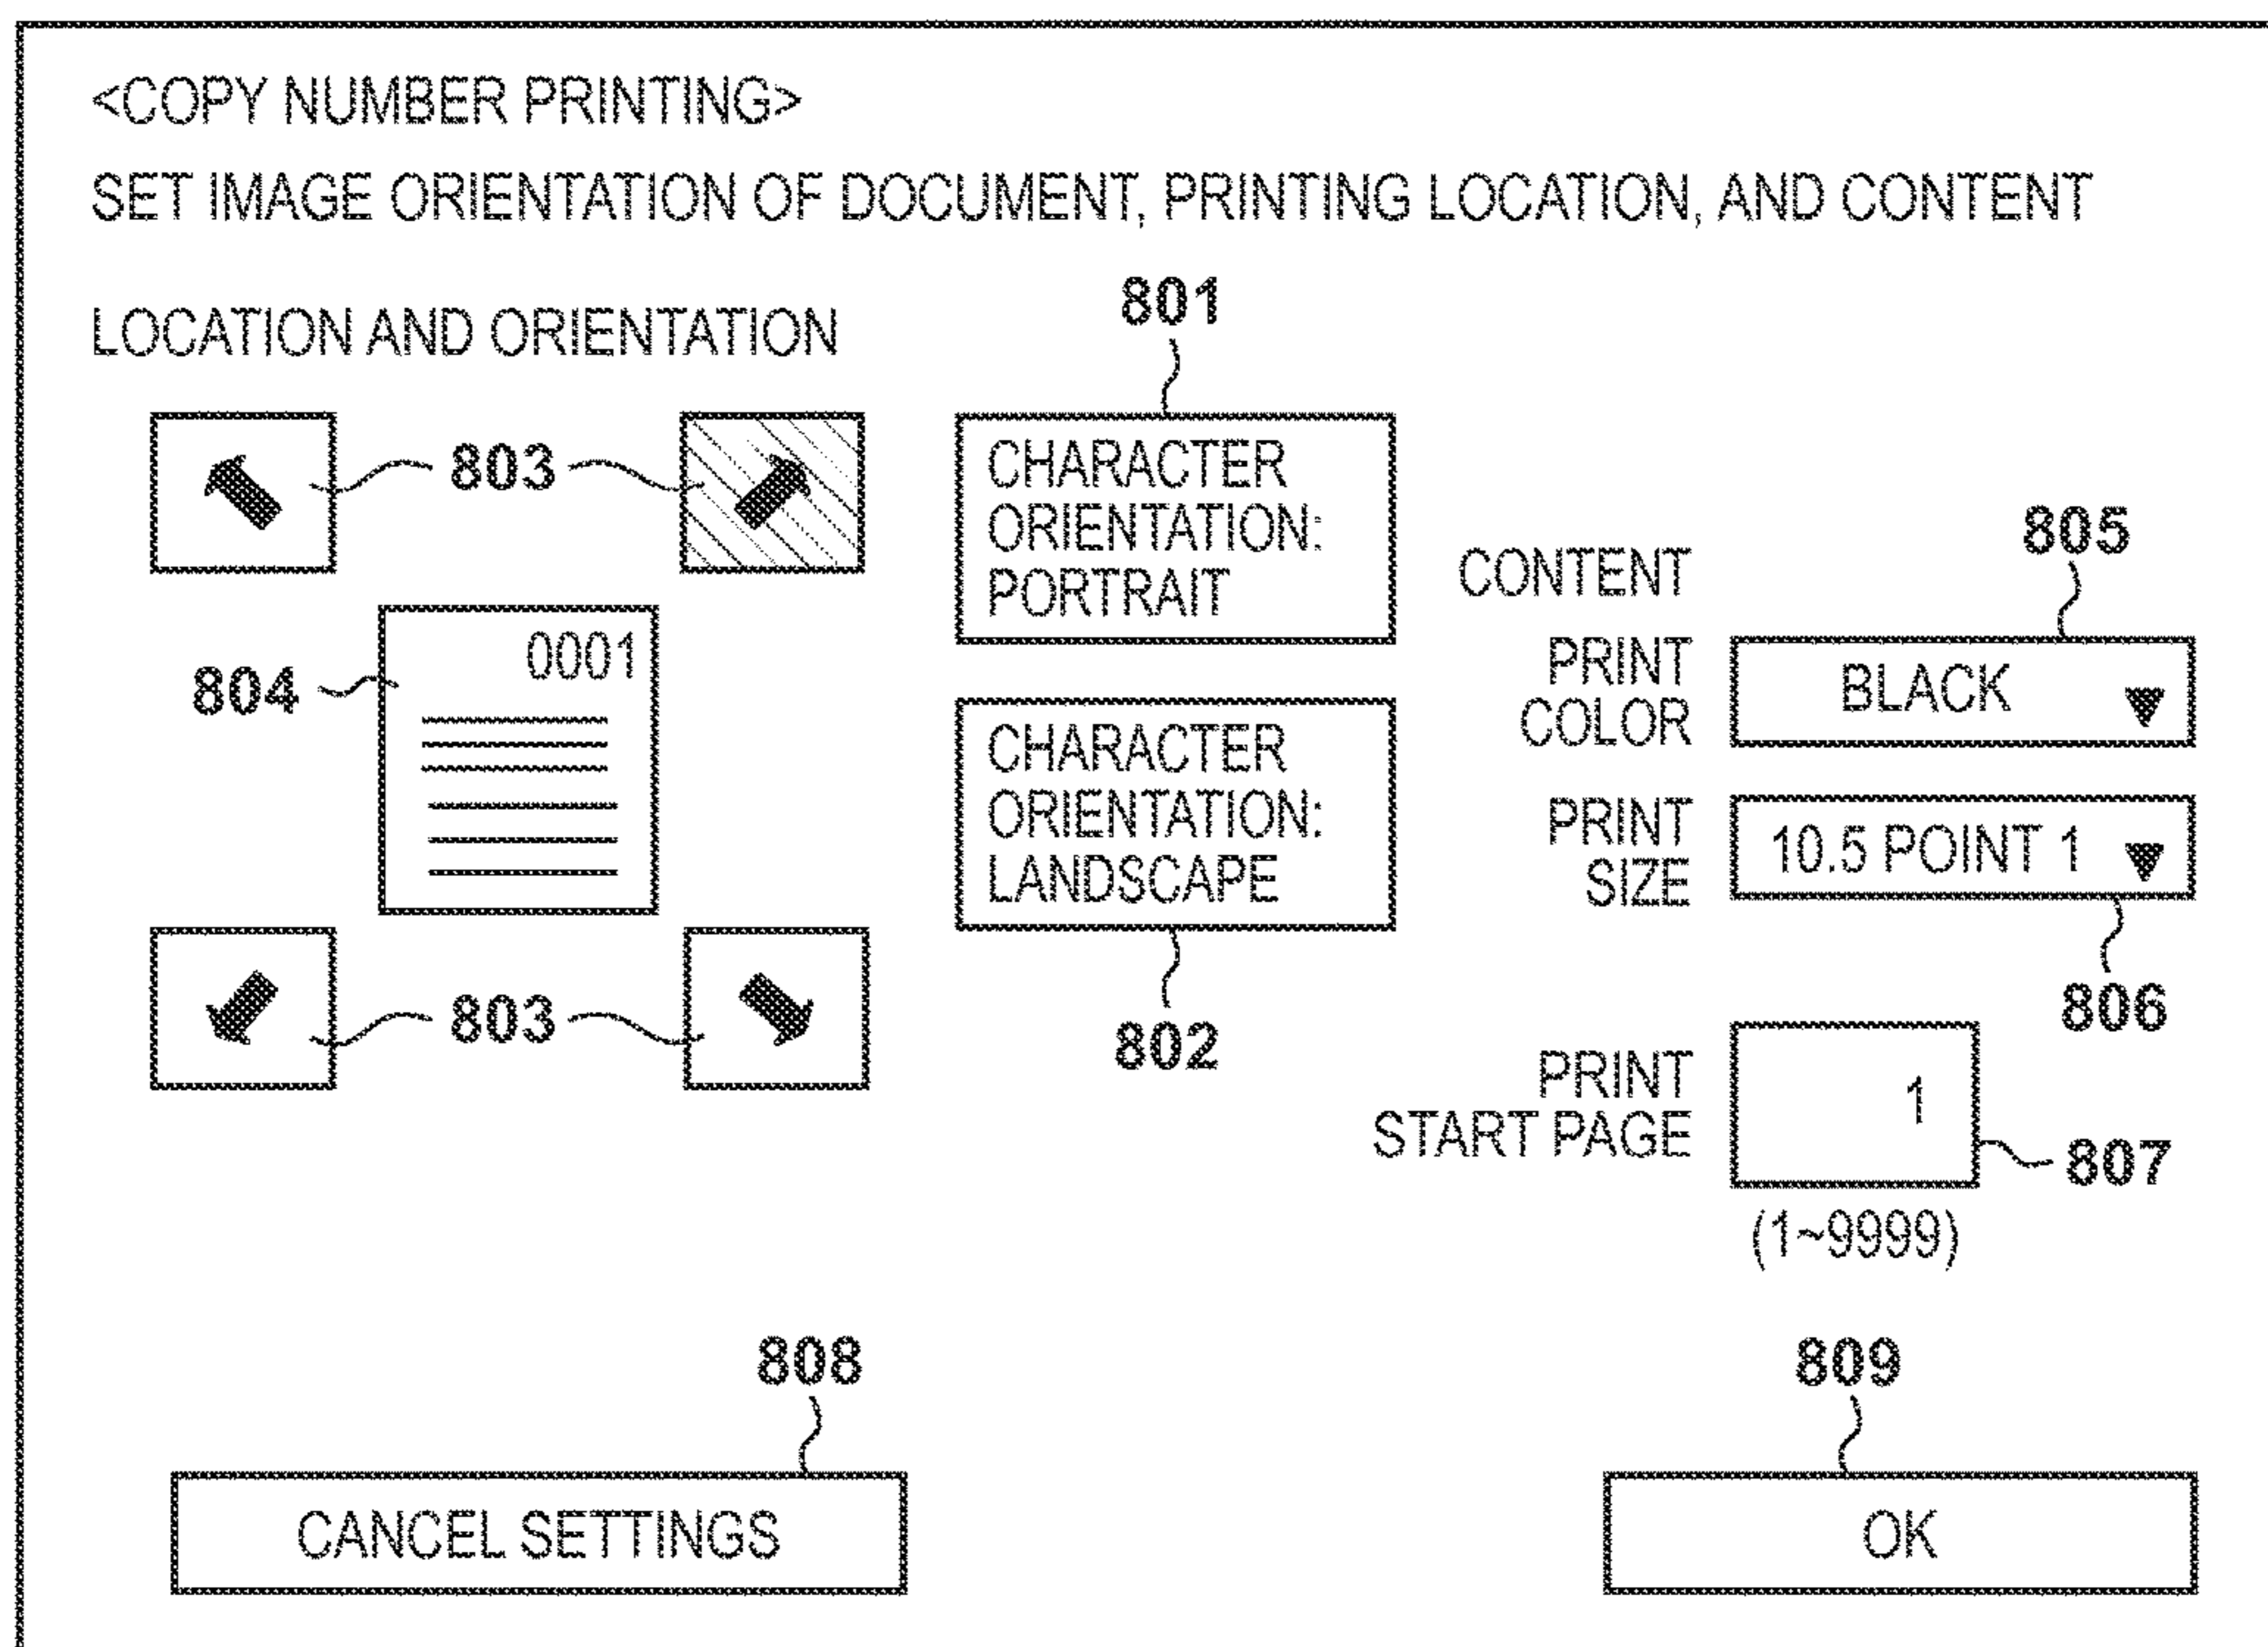 <COPY NUMBER PRINTING>
SET IMAGE ORIENTATION OF DOCUMENT, PRINTING LOCATION, AND CONTENT
LOCATION AND ORIENTATION
801
803
CHARACTER
ORIENTATION:
PORTRAIT
804
0001
CHARACTER
ORIENTATION:
LANDSCAPE
802
803
CONTENT
805
PRINT
COLOR
BLACK
PRINT
SIZE
10.5 POINT 1
806
PRINT
START PAGE
1
807
(1~9999)
808
CANCEL SETTINGS
809
OK